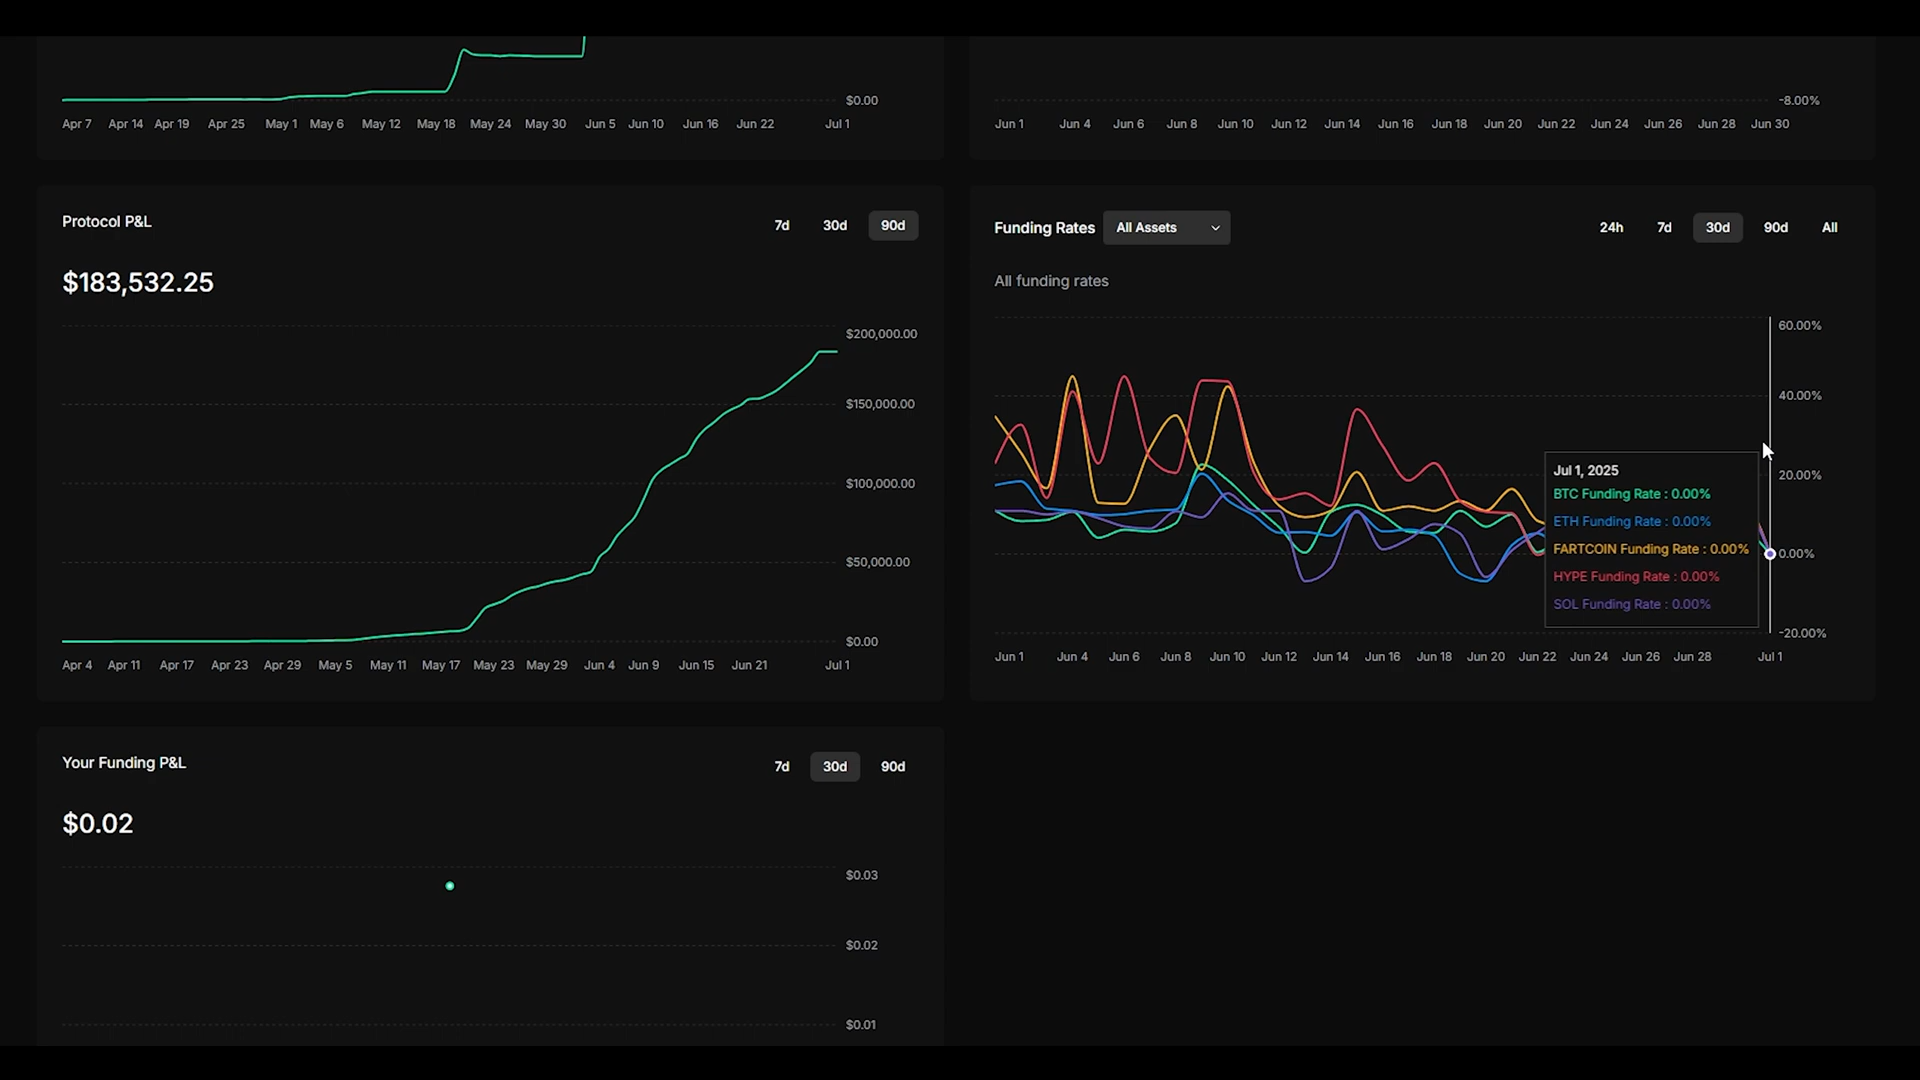 $0.00
Apr 7 Apr 14 Apr 19 Apr 25 May 1 May 6 May 12 May 18 May 24 May 30 Jun 5 Jun 10 Jun 16 Jun 22 Jul 1
-8.00%
Jun 1 Jun 4 Jun 6 Jun 8 Jun 10 Jun 12 Jun 14 Jun 16 Jun 18 Jun 20 Jun 22 Jun 24 Jun 26 Jun 28 Jun 30
Protocol P&L
7d 30d 90d
$183,532.25
$200,000.00
$150,000.00
$100,000.00
$50,000.00
$0.00
Apr 4 Apr 11 Apr 17 Apr 23 Apr 29 May 5 May 11 May 17 May 23 May 29 Jun 4 Jun 9 Jun 15 Jun 21 Jul 1
Funding Rates All Assets
24h 7d 30d 90d All
All funding rates
60.00%
40.00%
20.00%
0.00%
-20.00%
Jul 1, 2025
BTC Funding Rate : 0.00%
ETH Funding Rate : 0.00%
FARTCOIN Funding Rate : 0.00%
HYPE Funding Rate : 0.00%
SOL Funding Rate : 0.00%
Jun 1 Jun 4 Jun 6 Jun 8 Jun 10 Jun 12 Jun 14 Jun 16 Jun 18 Jun 20 Jun 22 Jun 24 Jun 26 Jun 28 Jul 1
Your Funding P&L
7d 30d 90d
$0.02
$0.03
$0.02
$0.01